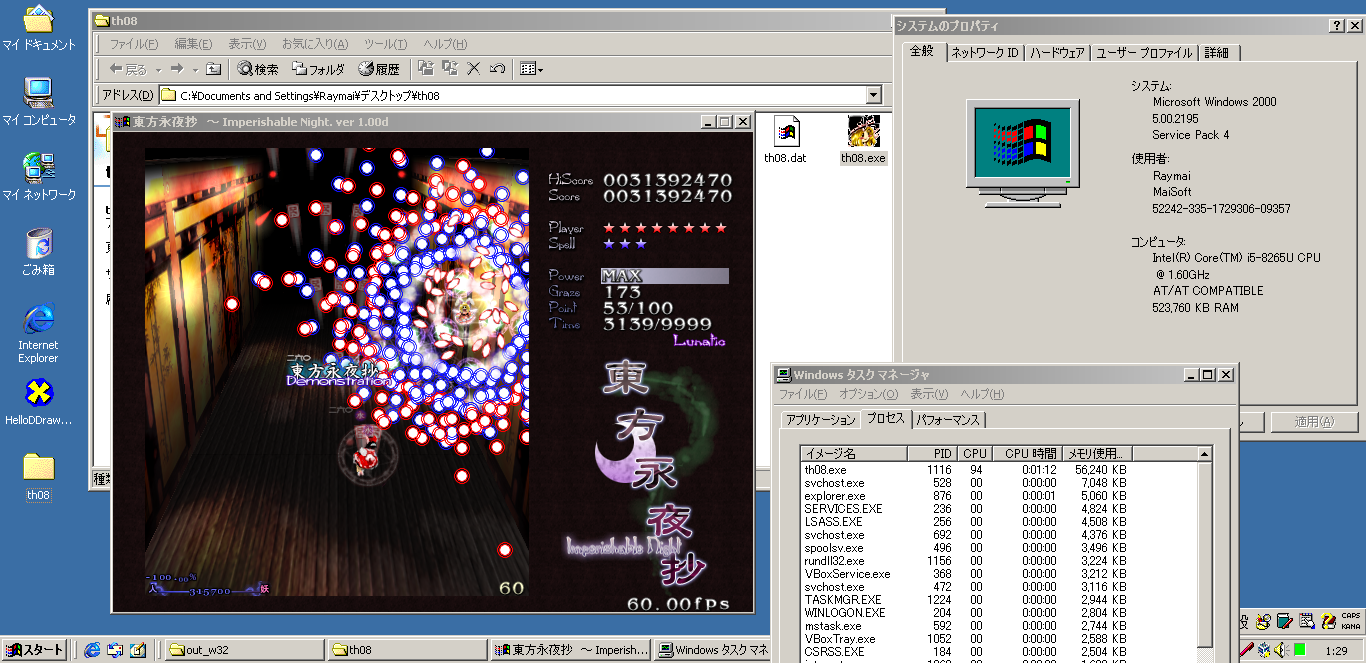 マイ ドキュメント
マイ コンピュータ
マイ ネットワーク
ごみ箱
Internet
Explorer
HelloDDraw...
th08
th08
ファイル(F) 編集(E) 表示(V) お気に入り(A) ツール(T) ヘルプ(H)
戻る 検索 フォルダ 履歴
アドレス(D) C:¥Documents and Settings¥Raymai¥デスクトップ¥th08
th08.dat
th08.exe
東方永夜抄 ～ Imperishable Night. ver 1.00d
HiScore 0031392470
Score 0031392470
Player ★★★★★★★★
Spell ★★★
Power MAX
Graze 173
Point 53/100
Time 3139/9999
Lunatic
東方永夜抄
Demonstration
東方永夜抄
Imperishable Night
-100.00%
人 315700 妖
60
60.00fps
システムのプロパティ
全般 ネットワーク ID ハードウェア ユーザー プロファイル 詳細
システム:
Microsoft Windows 2000
5.00.2195
Service Pack 4
使用者:
Raymai
MaiSoft
52242-335-1729306-09357
コンピュータ:
Intel(R) Core(TM) i5-8265U CPU
@ 1.60GHz
AT/AT COMPATIBLE
523,760 KB RAM
適用(A)
Windows タスク マネージャ
ファイル(F) オプション(O) 表示(V) ヘルプ(H)
アプリケーション プロセス パフォーマンス
イメージ名 PID CPU CPU 時間 メモリ使用...
th08.exe 1116 94 0:01:12 56,240 KB
svchost.exe 528 00 0:00:00 7,048 KB
explorer.exe 876 00 0:00:01 5,060 KB
SERVICES.EXE 236 00 0:00:00 4,824 KB
LSASS.EXE 256 00 0:00:00 4,508 KB
svchost.exe 692 00 0:00:00 4,376 KB
spoolsv.exe 496 00 0:00:00 3,496 KB
rundll32.exe 1156 00 0:00:00 3,224 KB
VBoxService.exe 368 00 0:00:00 3,212 KB
svchost.exe 472 00 0:00:00 3,116 KB
TASKMGR.EXE 1224 00 0:00:00 2,944 KB
WINLOGON.EXE 204 00 0:00:00 2,804 KB
mstask.exe 592 00 0:00:00 2,744 KB
VBoxTray.exe 1052 00 0:00:00 2,588 KB
CSRSS.EXE 184 00 0:00:00 2,504 KB
スタート out_w32 th08 東方永夜抄 ～ Imperish... Windows タスク マネ
CAPS
KANA
1:29